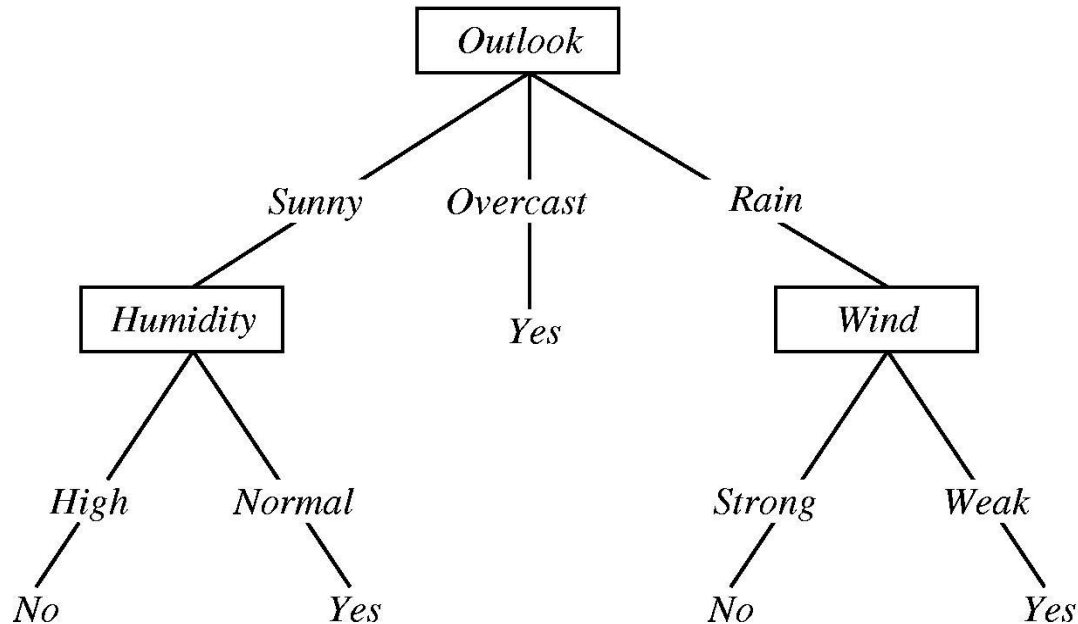 Outlook
Sunny Overcast Rain
Humidity Yes Wind
High Normal Strong Weak
No Yes No Yes